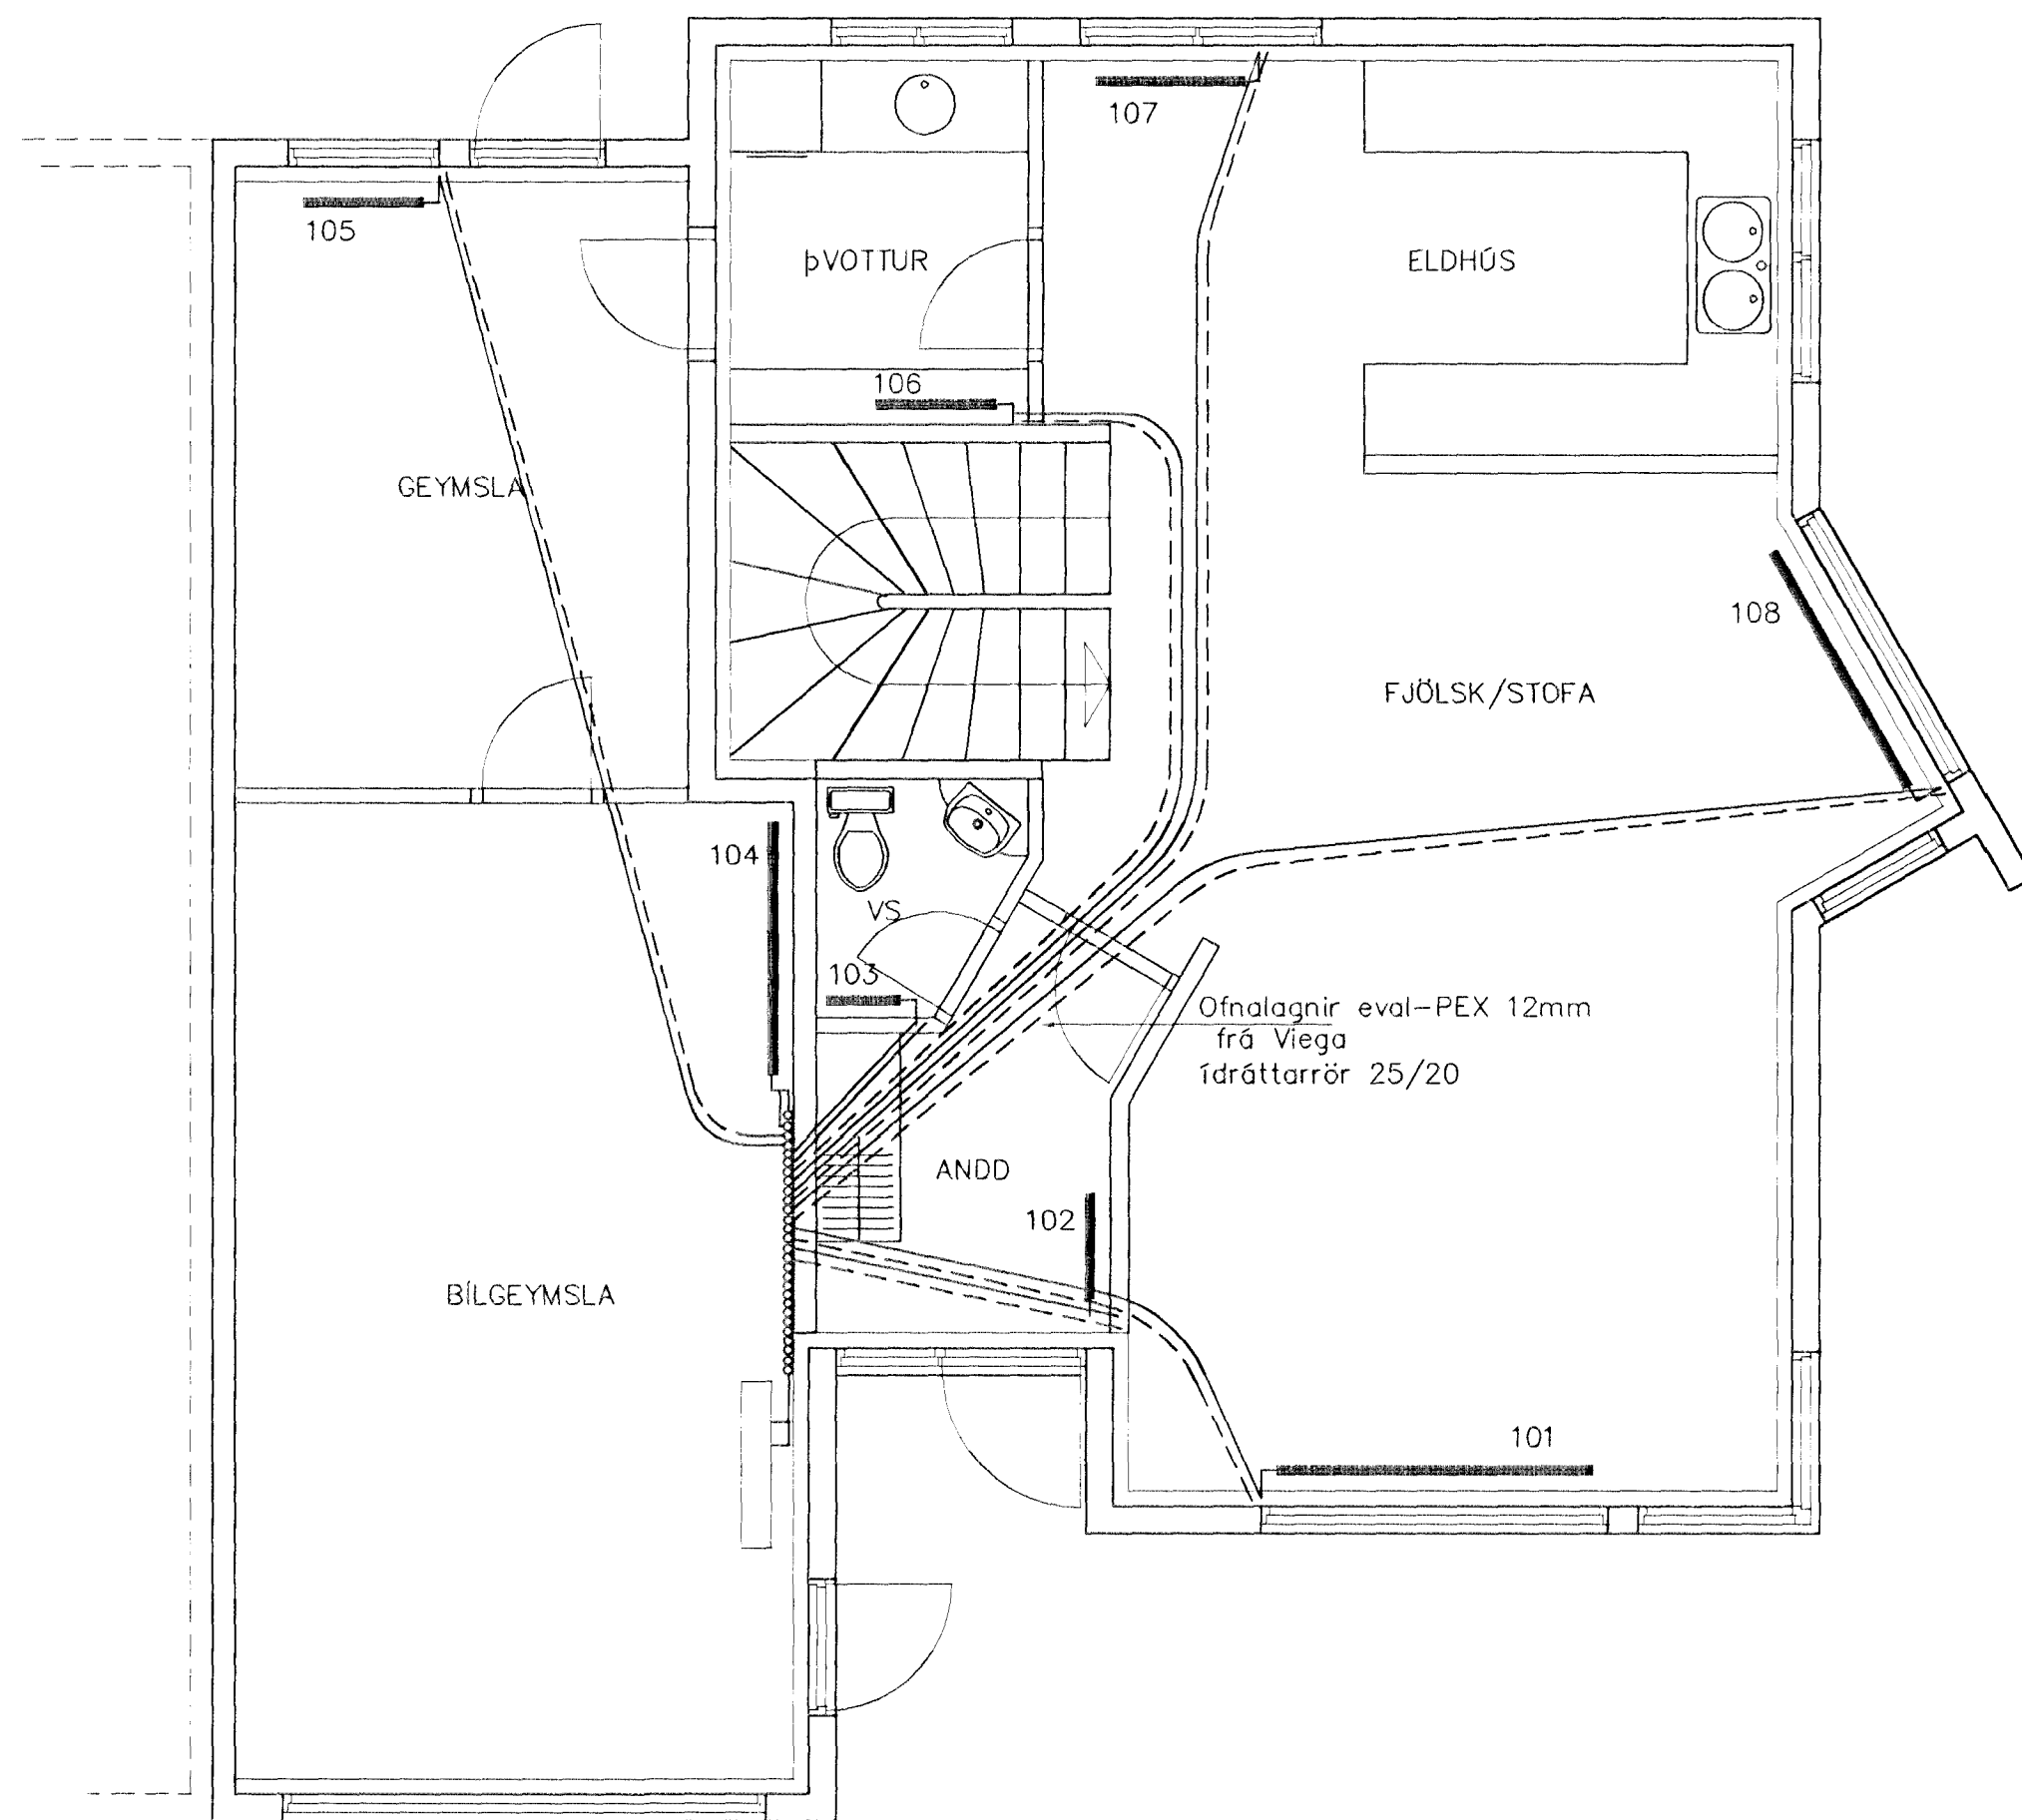 107
105
ÞVOTTUR
ELDHÚS
106
GEYMSLA
108
FJÖLSK/STOFA
104
VS
103
Ofnalagnir eval-PEX 12mm
frá Viega
ídráttarrör 25/20
ANDD
102
BÍLGEYMSLA
101